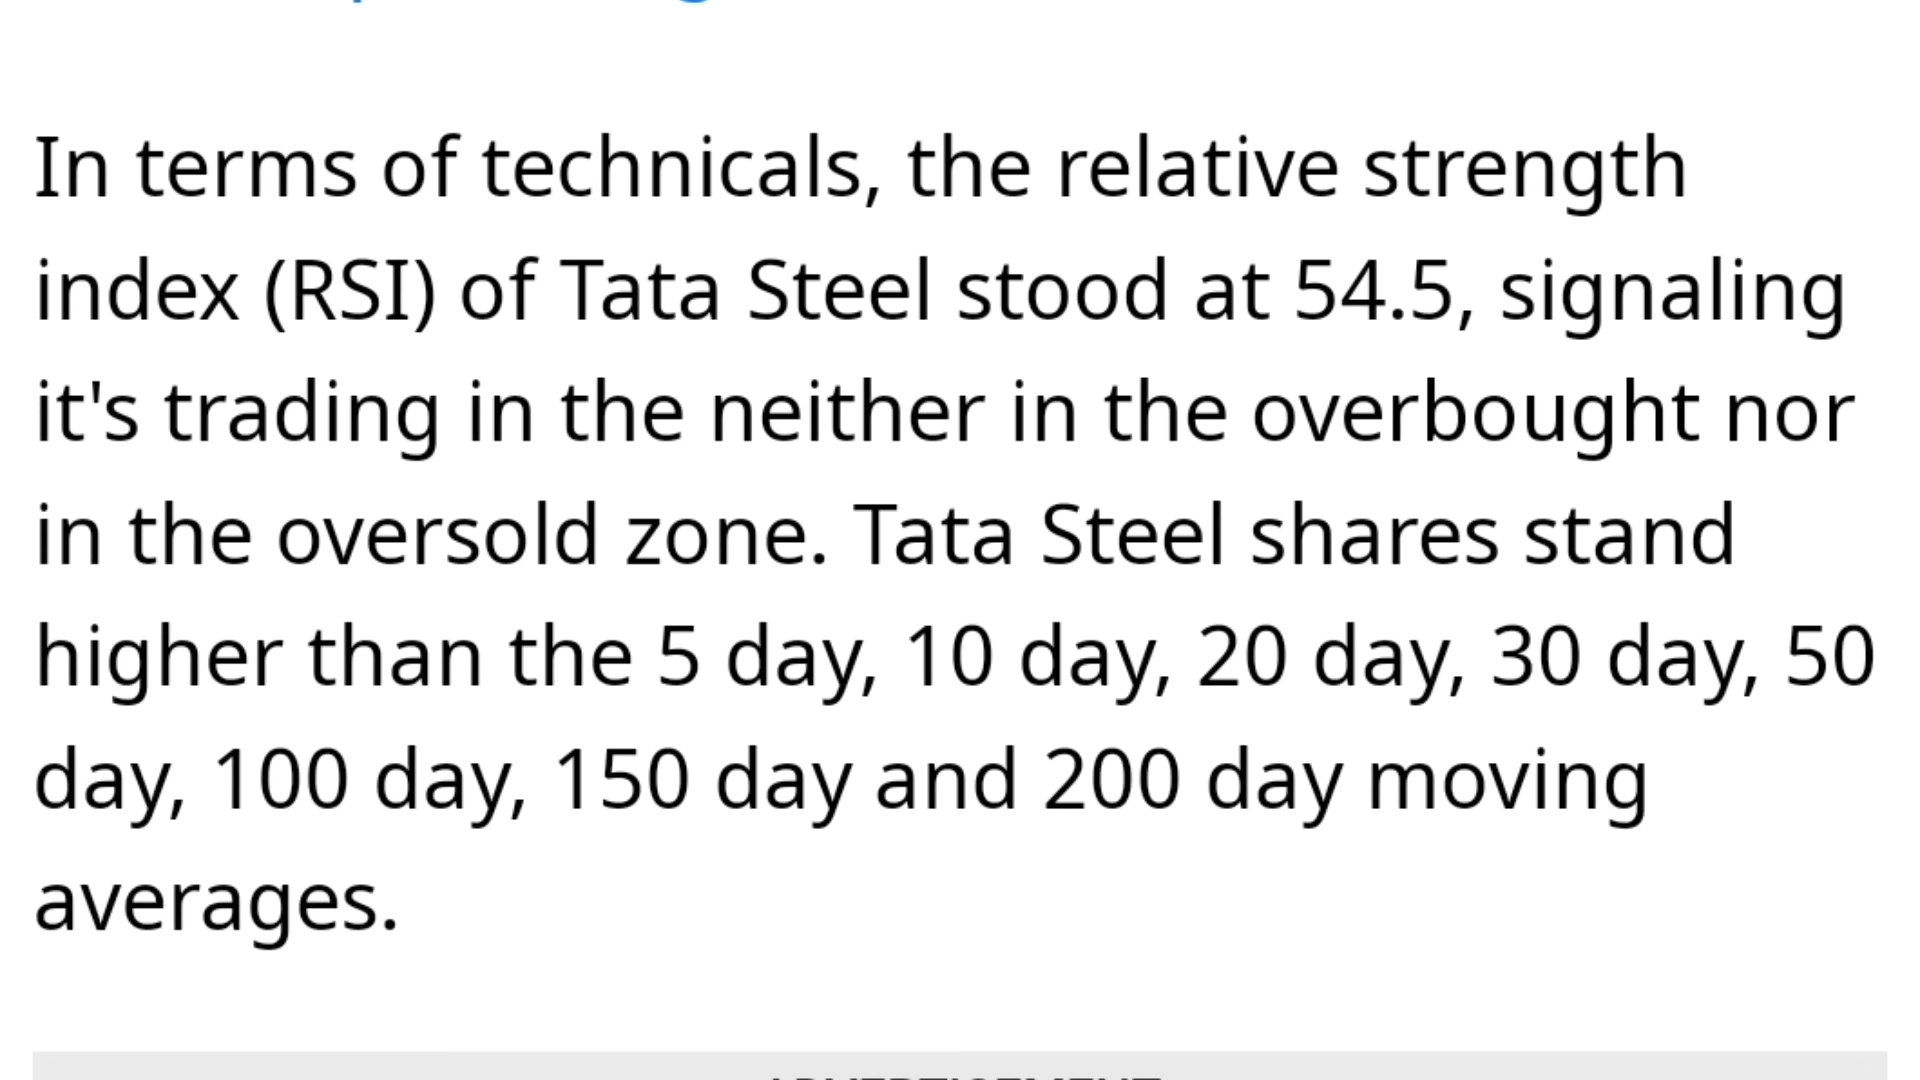 In terms of technicals, the relative strength
index (RSI) of Tata Steel stood at 54.5, signaling
it's trading in the neither in the overbought nor
in the oversold zone. Tata Steel shares stand
higher than the 5 day, 10 day, 20 day, 30 day, 50
day, 100 day, 150 day and 200 day moving
averages.
ADVERTISEMENT